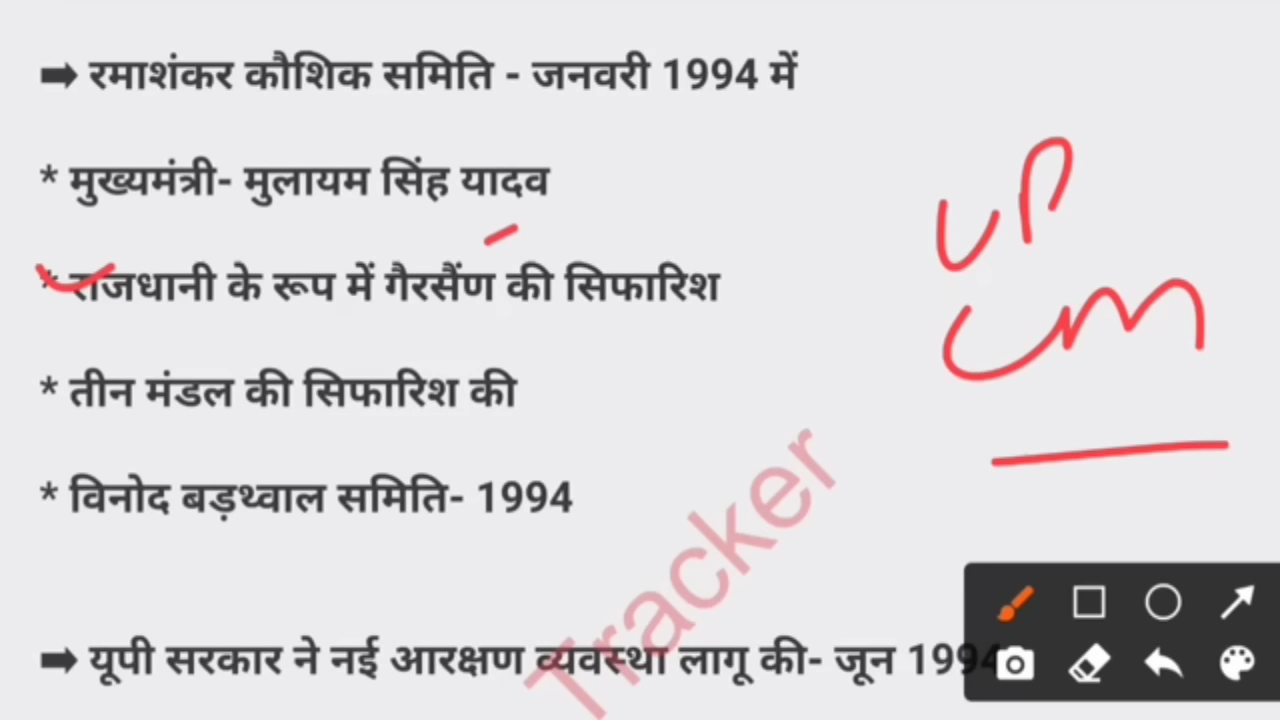 ➡ रमाशंकर कौशिक समिति - जनवरी 1994 में
* मुख्यमंत्री- मुलायम सिंह यादव
* राजधानी के रूप में गैरसैंण की सिफारिश
* तीन मंडल की सिफारिश की
* विनोद बड़थ्वाल समिति- 1994
➡ यूपी सरकार ने नई आरक्षण व्यवस्था लागू की- जून 1994
UP
CM
Tracker